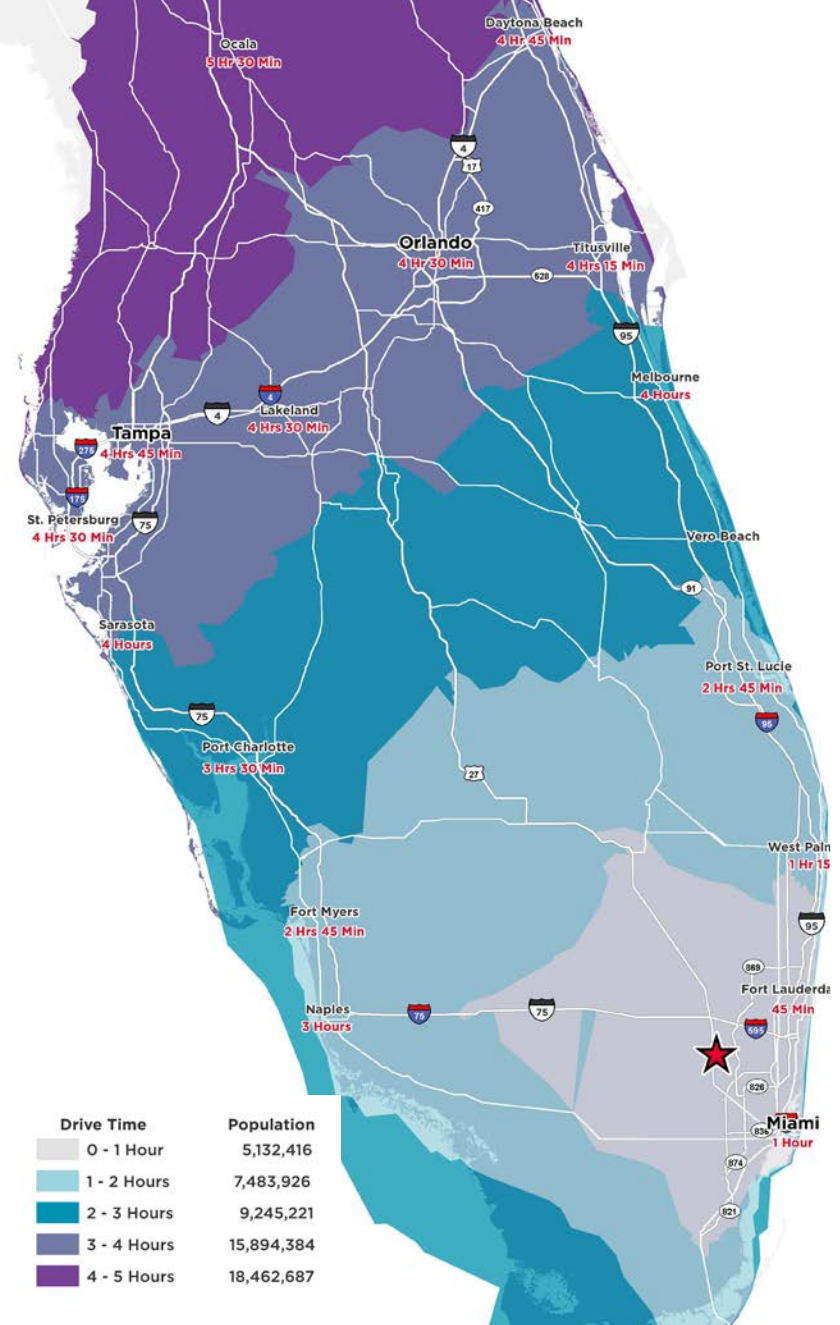 Daytona Beach
4 Hr 45 Min
Ocala
5 Hr 30 Min
4
17
417
Orlando
4 Hr 30 Min
Titusville
4 Hrs 15 Min
528
95
Melbourne
4 Hours
4
4
Lakeland
4 Hrs 30 Min
Tampa
4 Hrs 45 Min
275
175
St. Petersburg
4 Hrs 30 Min
75
Vero Beach
91
Sarasota
4 Hours
Port St. Lucie
2 Hrs 45 Min
95
75
Port Charlotte
3 Hrs 30 Min
27
West Palm
1 Hr 15
Fort Myers
2 Hrs 45 Min
95
869
Fort Lauderda
45 Min
Naples
3 Hours
75
75
595
826
Miami
836
1 Hour
874
821
Drive Time Population
0 - 1 Hour 5,132,416
1 - 2 Hours 7,483,926
2 - 3 Hours 9,245,221
3 - 4 Hours 15,894,384
4 - 5 Hours 18,462,687